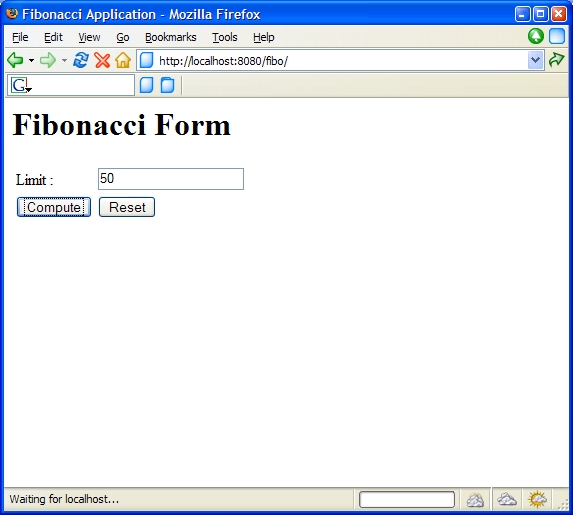 Fibonacci Application - Mozilla Firefox
File Edit View Go Bookmarks Tools Help
http://localhost:8080/fibo/
G
Fibonacci Form
Limit : 50
Compute Reset
Waiting for localhost...